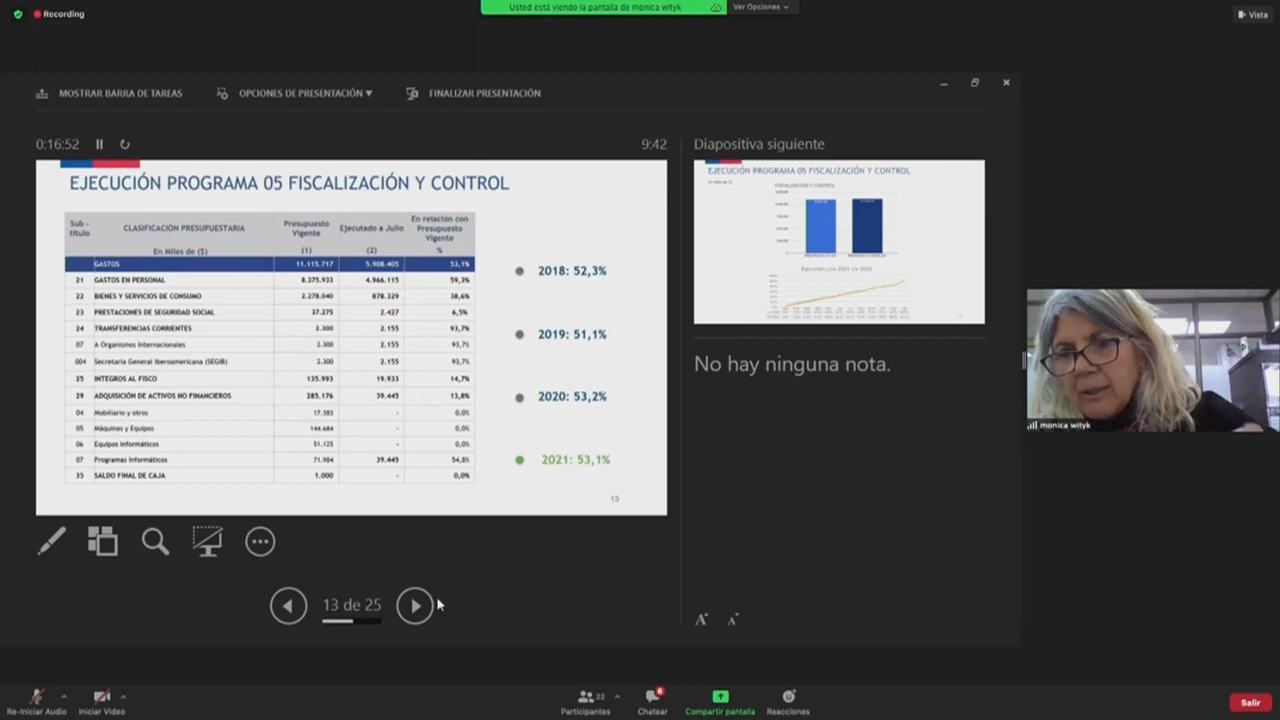 Recording
Usted está viendo la pantalla de monica wityk
Ver Opciones
Vista
MOSTRAR BARRA DE TAREAS
OPCIONES DE PRESENTACIÓN
FINALIZAR PRESENTACIÓN
0:16:52
9:42
EJECUCIÓN PROGRAMA 05 FISCALIZACIÓN Y CONTROL
Sub - título CLASIFICACIÓN PRESUPUESTARIA Presupuesto Vigente Ejecutado a Julio En relación con Presupuesto Vigente
En Miles de ($) (1) (2) %
GASTOS 11.115.717 5.908.405 53,1%
21 GASTOS EN PERSONAL 8.375.933 4.966.115 59,3%
22 BIENES Y SERVICIOS DE CONSUMO 2.278.040 878.329 38,6%
23 PRESTACIONES DE SEGURIDAD SOCIAL 37.275 2.427 6,5%
24 TRANSFERENCIAS CORRIENTES 2.300 2.155 93,7%
07 A Organismos Internacionales 2.300 2.155 93,7%
004 Secretaría General Iberoamericana (SEGIB) 2.300 2.155 93,7%
25 INTEGROS AL FISCO 135.993 19.933 14,7%
29 ADQUISICIÓN DE ACTIVOS NO FINANCIEROS 285.176 39.445 13,8%
04 Mobiliario y otros 17.383 - 0,0%
05 Máquinas y Equipos 144.684 - 0,0%
06 Equipos Informáticos 51.125 - 0,0%
07 Programas Informáticos 71.984 39.445 54,8%
35 SALDO FINAL DE CAJA 1.000 - 0,0%
2018: 52,3%
2019: 51,1%
2020: 53,2%
2021: 53,1%
13
Diapositiva siguiente
EJECUCIÓN PROGRAMA 05 FISCALIZACIÓN Y CONTROL
FISCALIZACIÓN Y CONTROL
Ejecución julio 2021 v/s 2020
No hay ninguna nota.
monica wityk
13 de 25
A A
Re-Iniciar Audio
Iniciar Video
22
Participantes
6
Chatear
Compartir pantalla
Reacciones
Salir